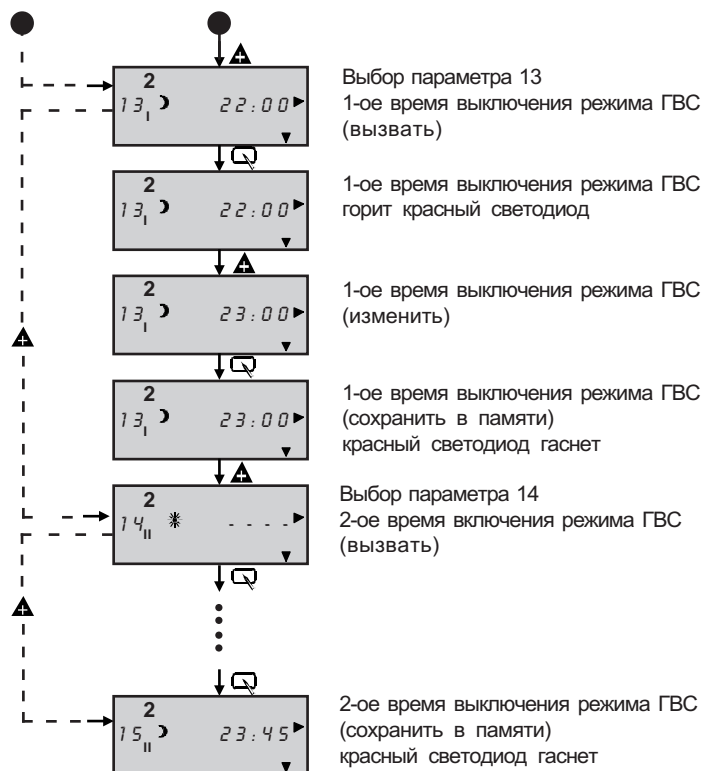 2
13 I 22:00
Выбор параметра 13
1-ое время выключения режима ГВС
(вызвать)
2
13 I 22:00
1-ое время выключения режима ГВС
горит красный светодиод
2
13 I 23:00
1-ое время выключения режима ГВС
(изменить)
2
13 I 23:00
1-ое время выключения режима ГВС
(сохранить в памяти)
красный светодиод гаснет
2
14 II - - - -
Выбор параметра 14
2-ое время включения режима ГВС
(вызвать)
2
15 II 23:45
2-ое время выключения режима ГВС
(сохранить в памяти)
красный светодиод гаснет